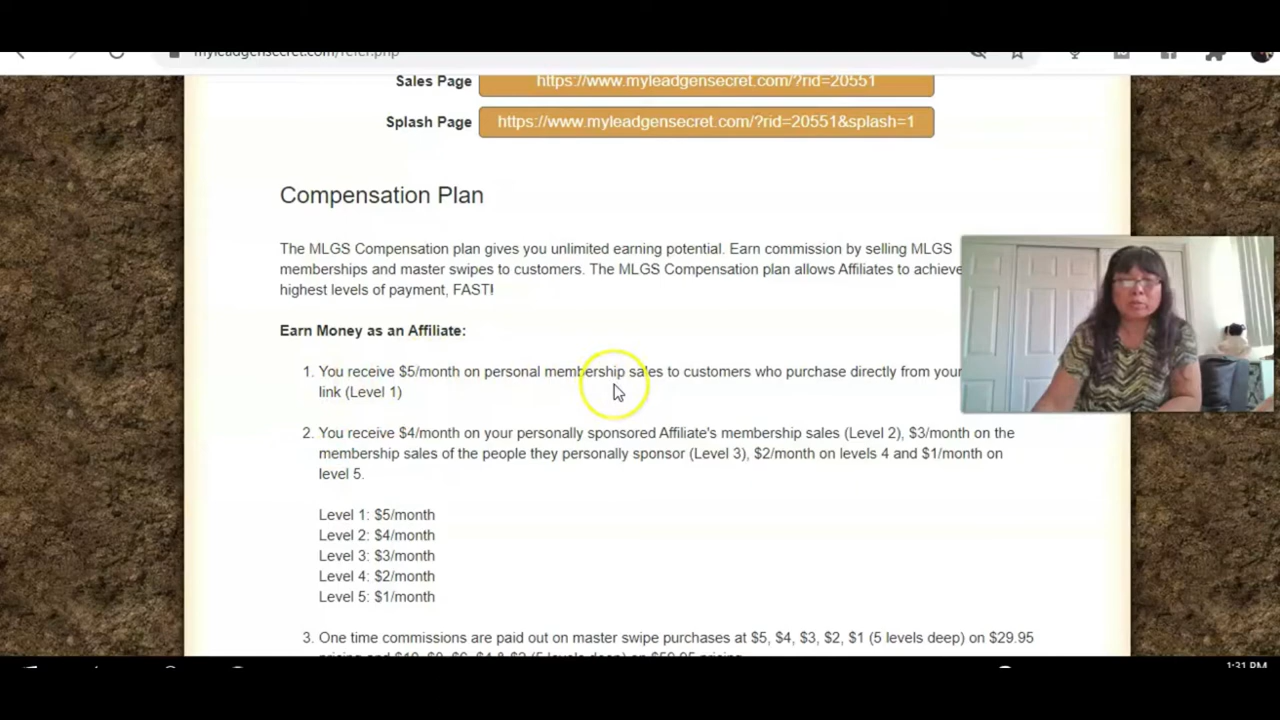 myleadgensecret.com/refer.php
Sales Page https://www.myleadgensecret.com/?rid=20551
Splash Page https://www.myleadgensecret.com/?rid=20551&splash=1
Compensation Plan
The MLGS Compensation plan gives you unlimited earning potential. Earn commission by selling MLGS
memberships and master swipes to customers. The MLGS Compensation plan allows Affiliates to achieve
highest levels of payment, FAST!
Earn Money as an Affiliate:
1. You receive $5/month on personal membership sales to customers who purchase directly from your
link (Level 1)
2. You receive $4/month on your personally sponsored Affiliate's membership sales (Level 2), $3/month on the
membership sales of the people they personally sponsor (Level 3), $2/month on levels 4 and $1/month on
level 5.
Level 1: $5/month
Level 2: $4/month
Level 3: $3/month
Level 4: $2/month
Level 5: $1/month
3. One time commissions are paid out on master swipe purchases at $5, $4, $3, $2, $1 (5 levels deep) on $29.95
1:31 PM